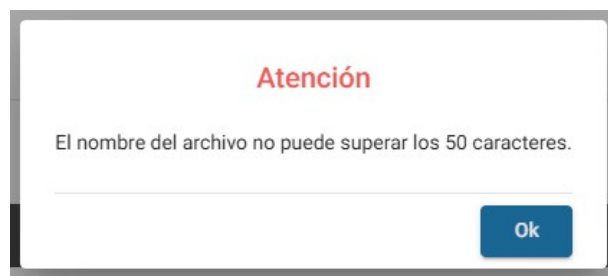 Atención
El nombre del archivo no puede superar los 50 caracteres.
Ok